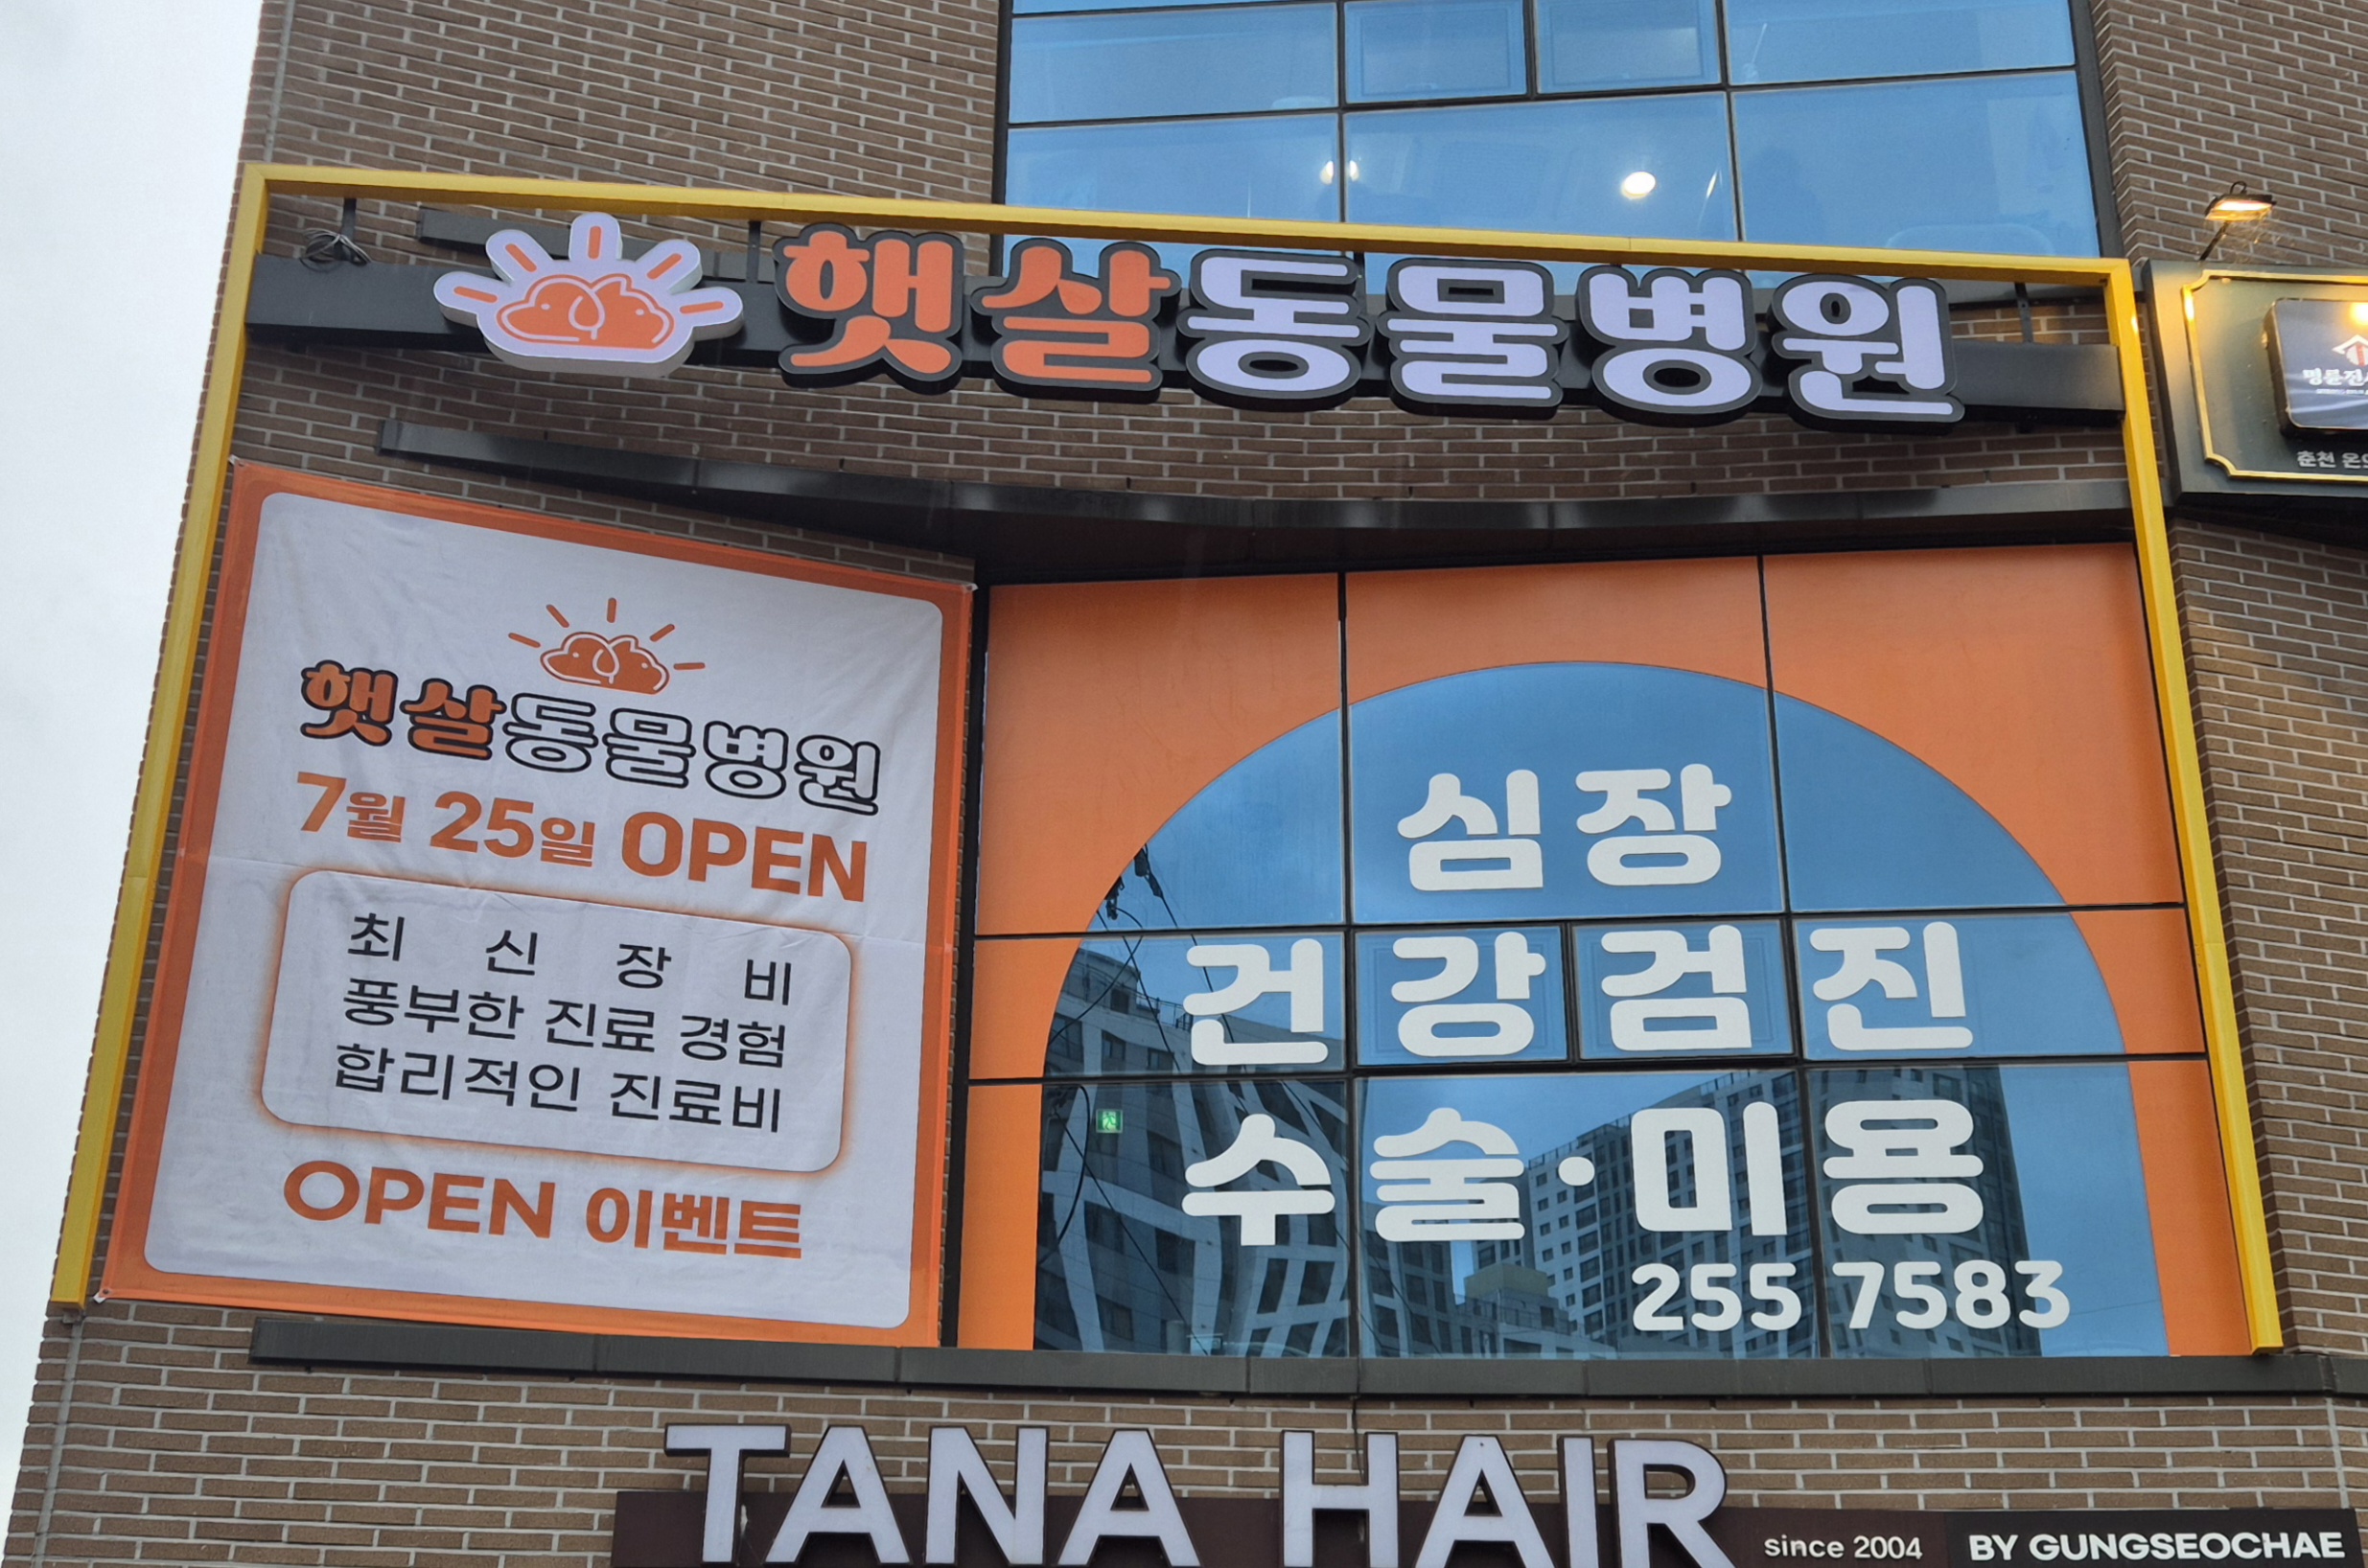 햇살동물병원
햇살동물병원
7월 25일 OPEN
최 신 장 비
풍부한 진료 경험
합리적인 진료비
OPEN 이벤트
심장
건강검진
수술·미용
255 7583
춘천
TANA HAIR
since 2004
BY GUNGSEOCHAE